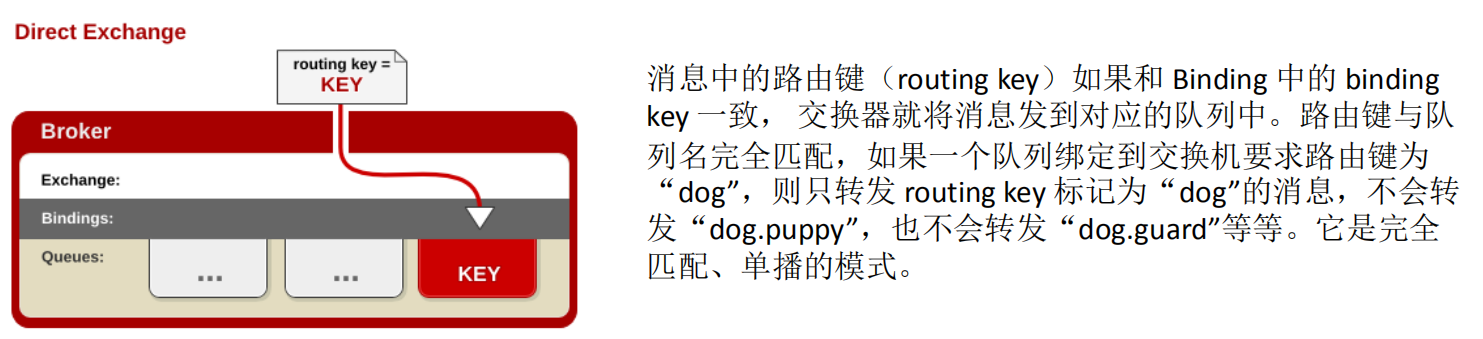 Direct Exchange
routing key =
KEY
Broker
Exchange:
Bindings:
Queues:
...
...
KEY
消息中的路由键（routing key）如果和 Binding 中的 binding
key 一致， 交换器就将消息发到对应的队列中。路由键与队
列名完全匹配，如果一个队列绑定到交换机要求路由键为
“dog”，则只转发 routing key 标记为“dog”的消息，不会转
发“dog.puppy”，也不会转发“dog.guard”等等。它是完全
匹配、单播的模式。